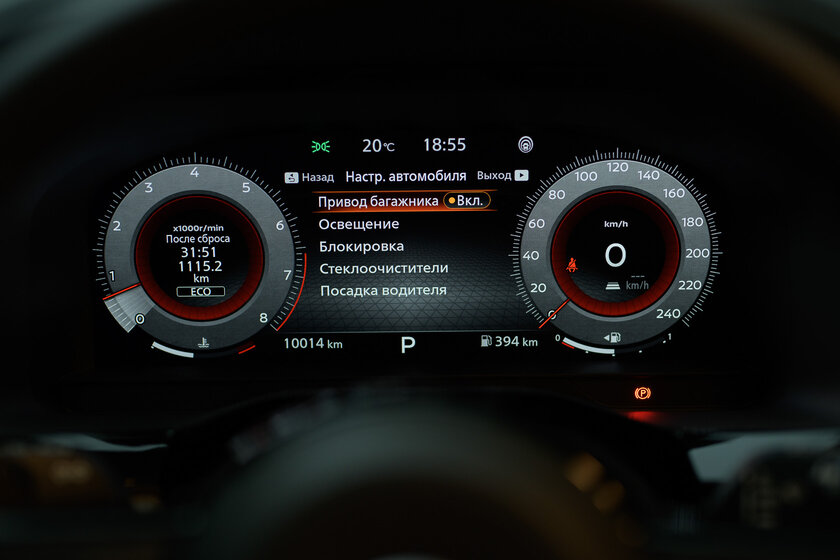 20°C 18:55
Назад Настр. автомобиля Выход
Привод багажника Вкл.
Освещение
Блокировка
Стеклоочистители
Посадка водителя
10014 km P 394 km
x1000r/min
После сброса
31:51
1115.2
km
ECO
0 1 2 3 4 5 6 7 8
km/h
0
--- km/h
0 20 40 60 80 100 120 140 160 180 200 220 240
0 1
P